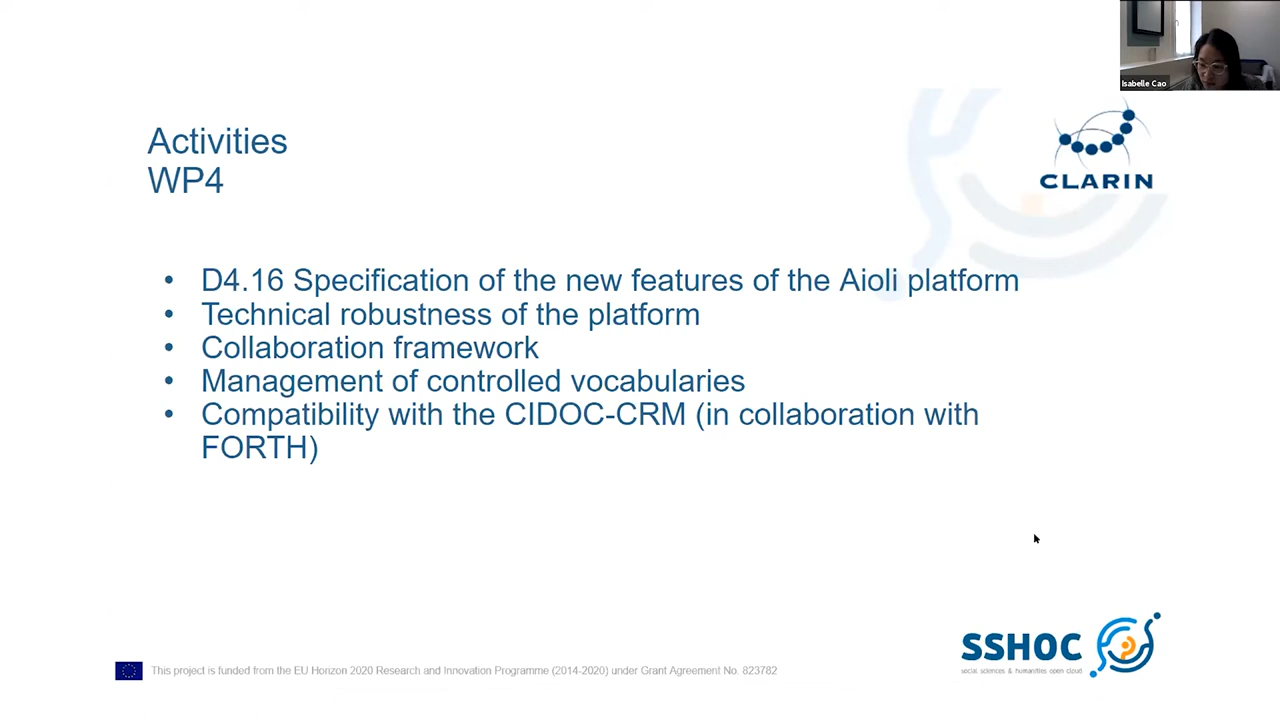 Isabelle Cao
Activities
WP4
CLARIN
• D4.16 Specification of the new features of the Aioli platform
• Technical robustness of the platform
• Collaboration framework
• Management of controlled vocabularies
• Compatibility with the CIDOC-CRM (in collaboration with
FORTH)
SSHOC
social sciences & humanities open cloud
This project is funded from the EU Horizon 2020 Research and Innovation Programme (2014-2020) under Grant Agreement No. 823782